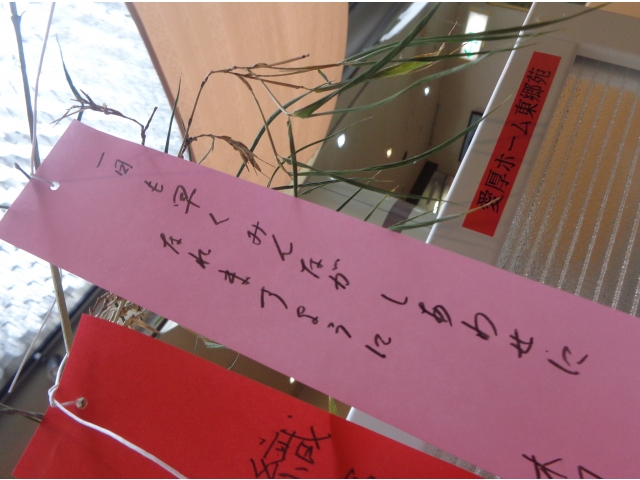 一日も早くみんながしあわせに
なれますように
愛厚ホーム東郷苑
織